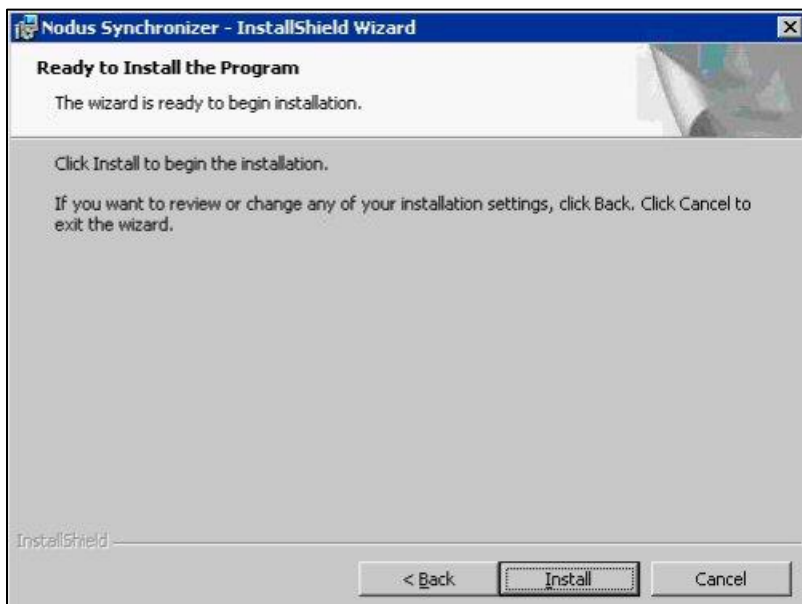 Nodus Synchronizer - InstallShield Wizard
Ready to Install the Program
The wizard is ready to begin installation.
Click Install to begin the installation.
If you want to review or change any of your installation settings, click Back. Click Cancel to
exit the wizard.
InstallShield
< Back Install Cancel